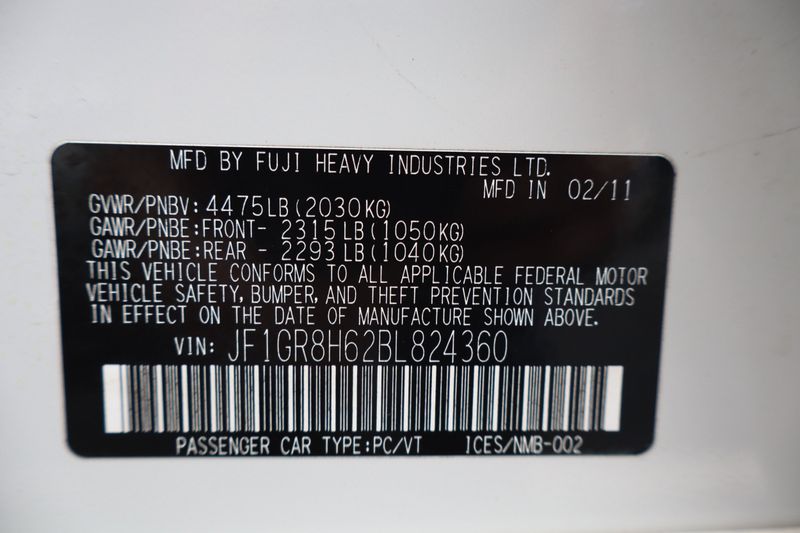 MFD BY FUJI HEAVY INDUSTRIES LTD.
MFD IN 02/11
GVWR/PNBV: 4475LB(2030KG)
GAWR/PNBE:FRONT- 2315LB(1050KG)
GAWR/PNBE:REAR - 2293LB(1040KG)
THIS VEHICLE CONFORMS TO ALL APPLICABLE FEDERAL MOTOR
VEHICLE SAFETY, BUMPER, AND THEFT PREVENTION STANDARDS
IN EFFECT ON THE DATE OF MANUFACTURE SHOWN ABOVE.
VIN: JF1GR8H62BL824360
PASSENGER CAR TYPE:PC/VT ICES/NMB-002